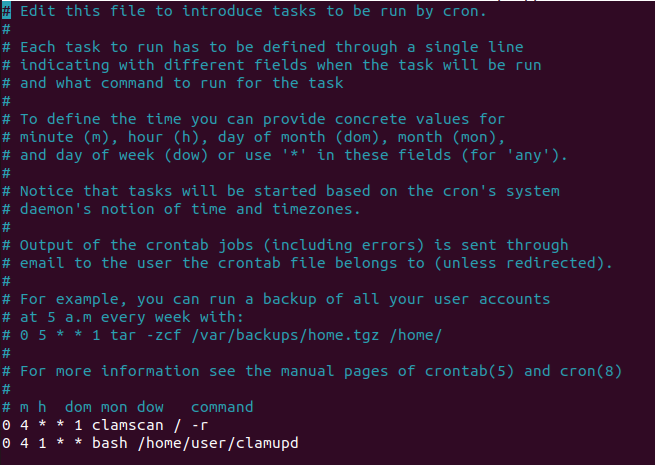 # Edit this file to introduce tasks to be run by cron.
#
# Each task to run has to be defined through a single line
# indicating with different fields when the task will be run
# and what command to run for the task
#
# To define the time you can provide concrete values for
# minute (m), hour (h), day of month (dom), month (mon),
# and day of week (dow) or use '*' in these fields (for 'any').
#
# Notice that tasks will be started based on the cron's system
# daemon's notion of time and timezones.
#
# Output of the crontab jobs (including errors) is sent through
# email to the user the crontab file belongs to (unless redirected).
#
# For example, you can run a backup of all your user accounts
# at 5 a.m every week with:
# 0 5 * * 1 tar -zcf /var/backups/home.tgz /home/
#
# For more information see the manual pages of crontab(5) and cron(8)
#
# m h  dom mon dow   command
0 4 * * 1 clamscan / -r
0 4 1 * * bash /home/user/clamupd